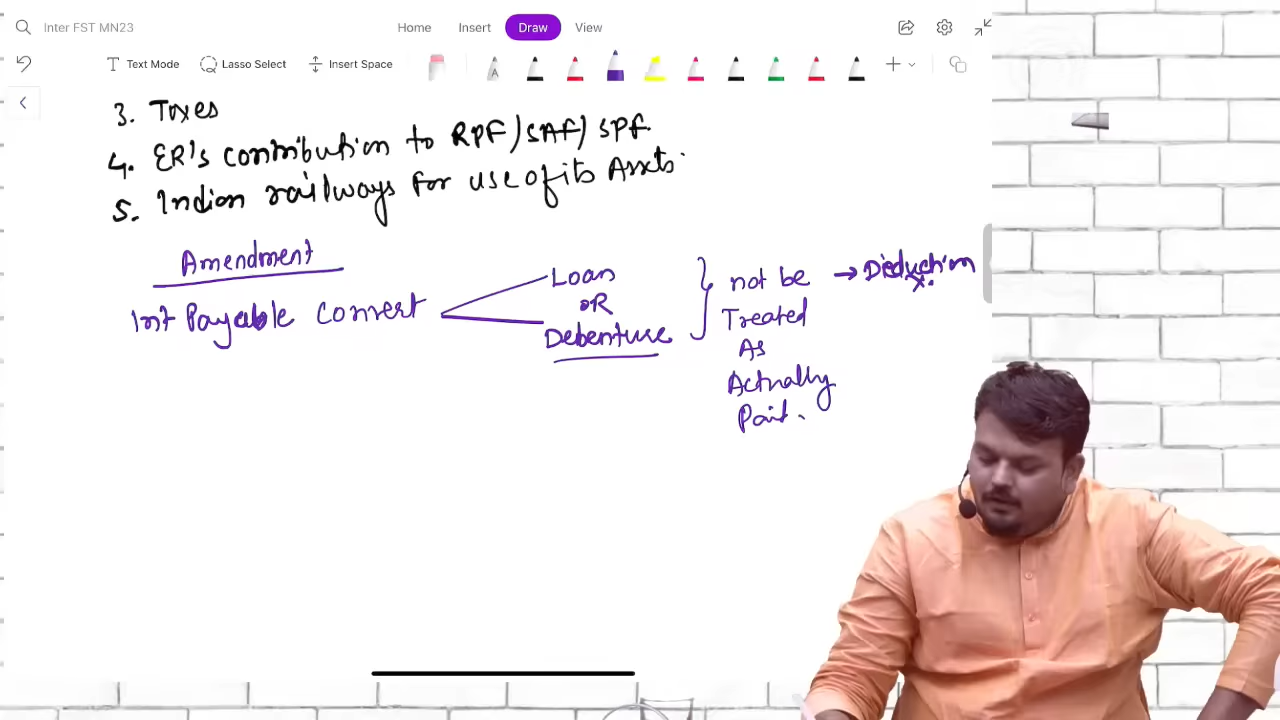 Inter FST MN23
Home Insert Draw View
Text Mode Lasso Select Insert Space
3. Taxes
4. ER's contribution to RPF/SAF/SPF
5. Indian railways for use of its Assets
Amendment
Int Payable Convert
Loan
OR
Debenture
not be
Treated
As
Actually
Paid.
→ Deduction
x.